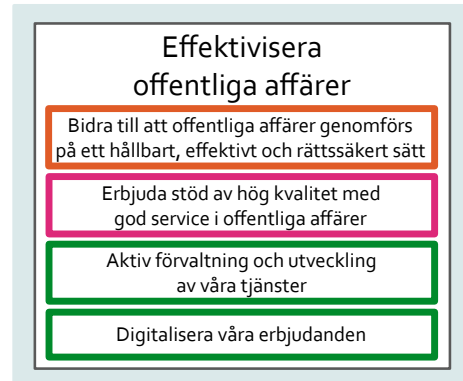 Effektivisera
offentliga affärer
Bidra till att offentliga affärer genomförs
på ett hållbart, effektivt och rättssäkert sätt
Erbjuda stöd av hög kvalitet med
god service i offentliga affärer
Aktiv förvaltning och utveckling
av våra tjänster
Digitalisera våra erbjudanden